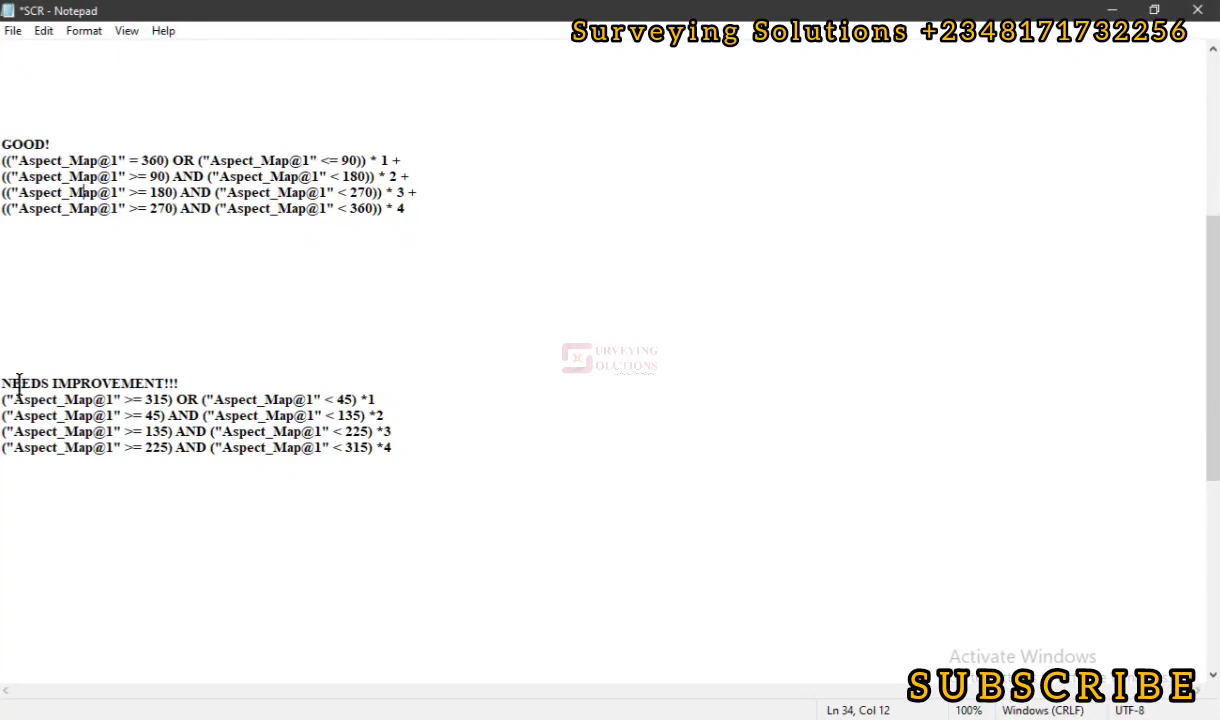 *SCR - Notepad
Surveying Solutions +2348171732256
File Edit Format View Help
GOOD!
(("Aspect_Map@1" = 360) OR ("Aspect_Map@1" <= 90)) * 1 +
(("Aspect_Map@1" >= 90) AND ("Aspect_Map@1" < 180)) * 2 +
(("Aspect_Map@1" >= 180) AND ("Aspect_Map@1" < 270)) * 3 +
(("Aspect_Map@1" >= 270) AND ("Aspect_Map@1" < 360)) * 4
URVEYING
OLUTIONS
NEEDS IMPROVEMENT!!!
("Aspect_Map@1" >= 315) OR ("Aspect_Map@1" < 45) *1
("Aspect_Map@1" >= 45) AND ("Aspect_Map@1" < 135) *2
("Aspect_Map@1" >= 135) AND ("Aspect_Map@1" < 225) *3
("Aspect_Map@1" >= 225) AND ("Aspect_Map@1" < 315) *4
Activate Windows
SUBSCRIBE
Ln 34, Col 12 100% Windows (CRLF) UTF-8